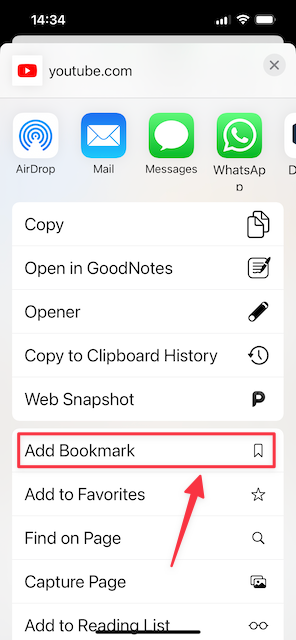 14:34
youtube.com
AirDrop
Mail
Messages
WhatsAp
p
D
Copy
Open in GoodNotes
Opener
Copy to Clipboard History
Web Snapshot
Add Bookmark
Add to Favorites
Find on Page
Capture Page
Add to Reading List